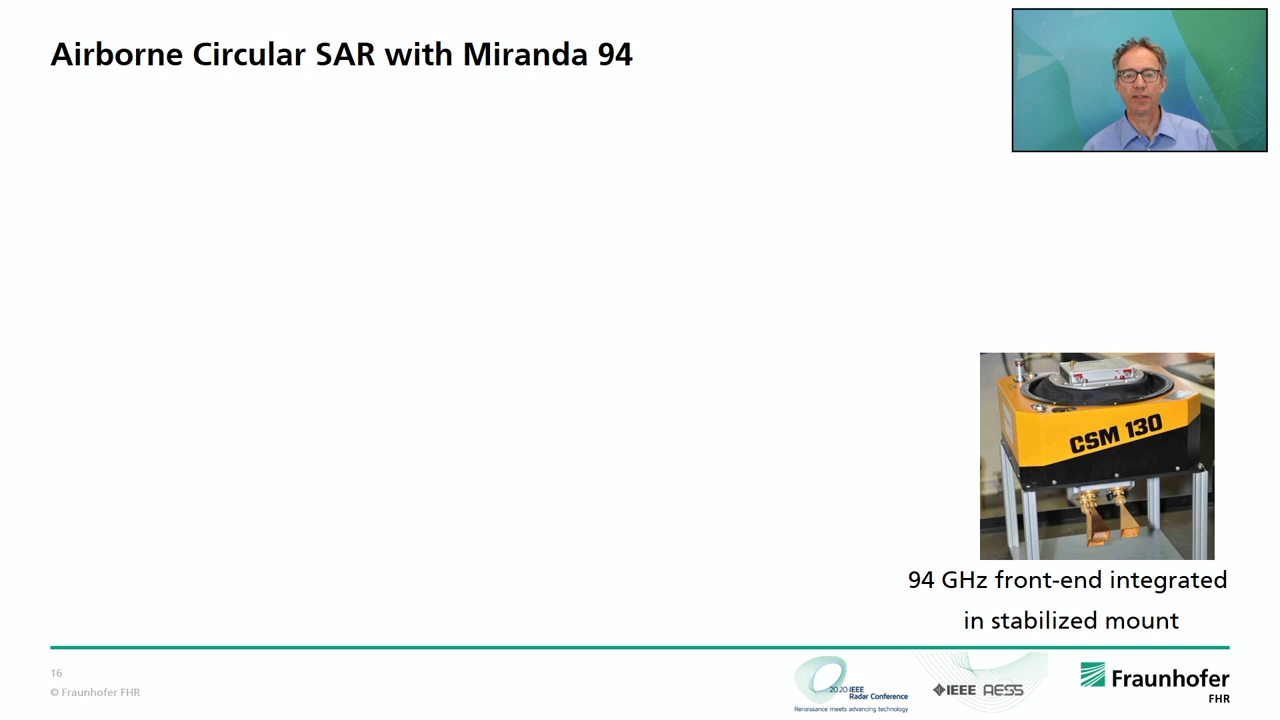 Airborne Circular SAR with Miranda 94
CSM 130
94 GHz front-end integrated
in stabilized mount
16
© Fraunhofer FHR
2020 IEEE
Radar Conference
Renaissance meets advancing technology
IEEE AESS
Fraunhofer
FHR